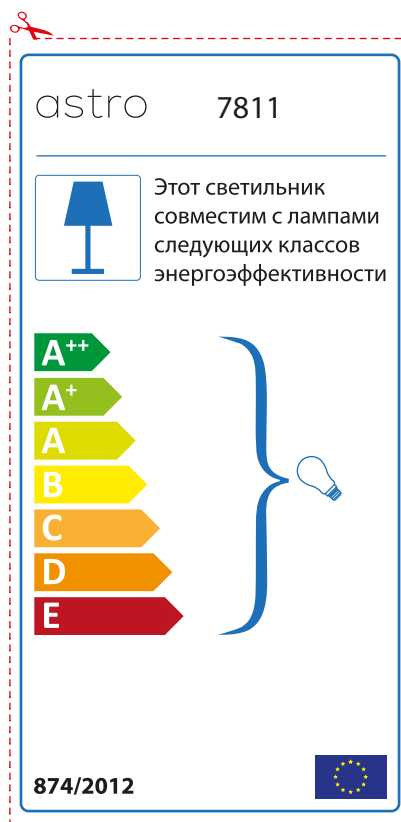 astro 7811
Этот светильник
совместим с лампами
следующих классов
энергоэффективности
A++
A+
A
B
C
D
E
874/2012